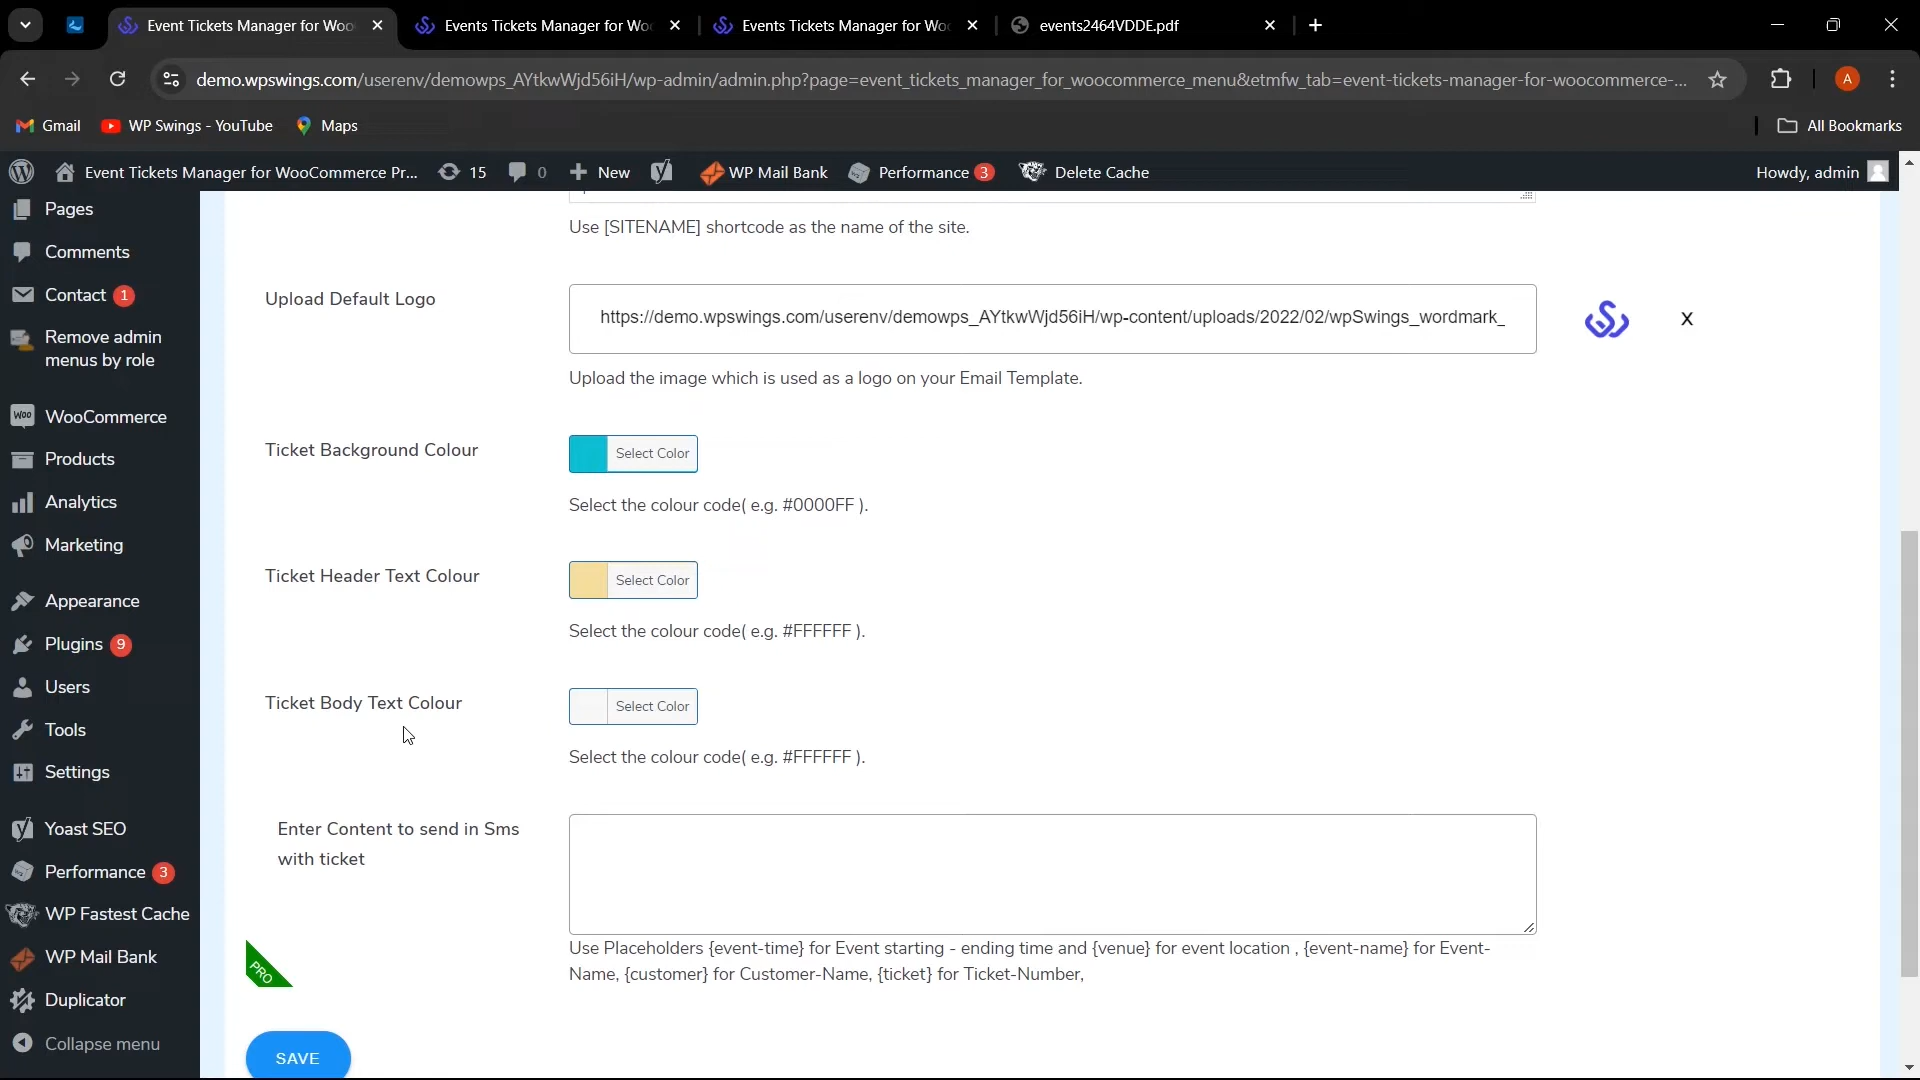 Event Tickets Manager for Woo
Events Tickets Manager for Wo
Events Tickets Manager for Wo
events2464VDDE.pdf
demo.wpswings.com/userenv/demowps_AYtkwWjd56iH/wp-admin/admin.php?page=event_tickets_manager_for_woocommerce_menu&etmfw_tab=event-tickets-manager-for-woocommerce-...
A
Gmail
WP Swings - YouTube
Maps
All Bookmarks
Event Tickets Manager for WooCommerce Pr...
15
0
New
WP Mail Bank
Performance 3
Delete Cache
Howdy, admin
Pages
Comments
Contact 1
Remove admin
menus by role
WooCommerce
Products
Analytics
Marketing
Appearance
Plugins 9
Users
Tools
Settings
Yoast SEO
Performance 3
WP Fastest Cache
WP Mail Bank
Duplicator
Collapse menu
Use [SITENAME] shortcode as the name of the site.
Upload Default Logo
https://demo.wpswings.com/userenv/demowps_AYtkwWjd56iH/wp-content/uploads/2022/02/wpSwings_wordmark_
X
Upload the image which is used as a logo on your Email Template.
Ticket Background Colour
Select Color
Select the colour code( e.g. #0000FF ).
Ticket Header Text Colour
Select Color
Select the colour code( e.g. #FFFFFF ).
Ticket Body Text Colour
Select Color
Select the colour code( e.g. #FFFFFF ).
Enter Content to send in Sms
with ticket
Use Placeholders {event-time} for Event starting - ending time and {venue} for event location , {event-name} for Event-
Name, {customer} for Customer-Name, {ticket} for Ticket-Number,
PRO
SAVE